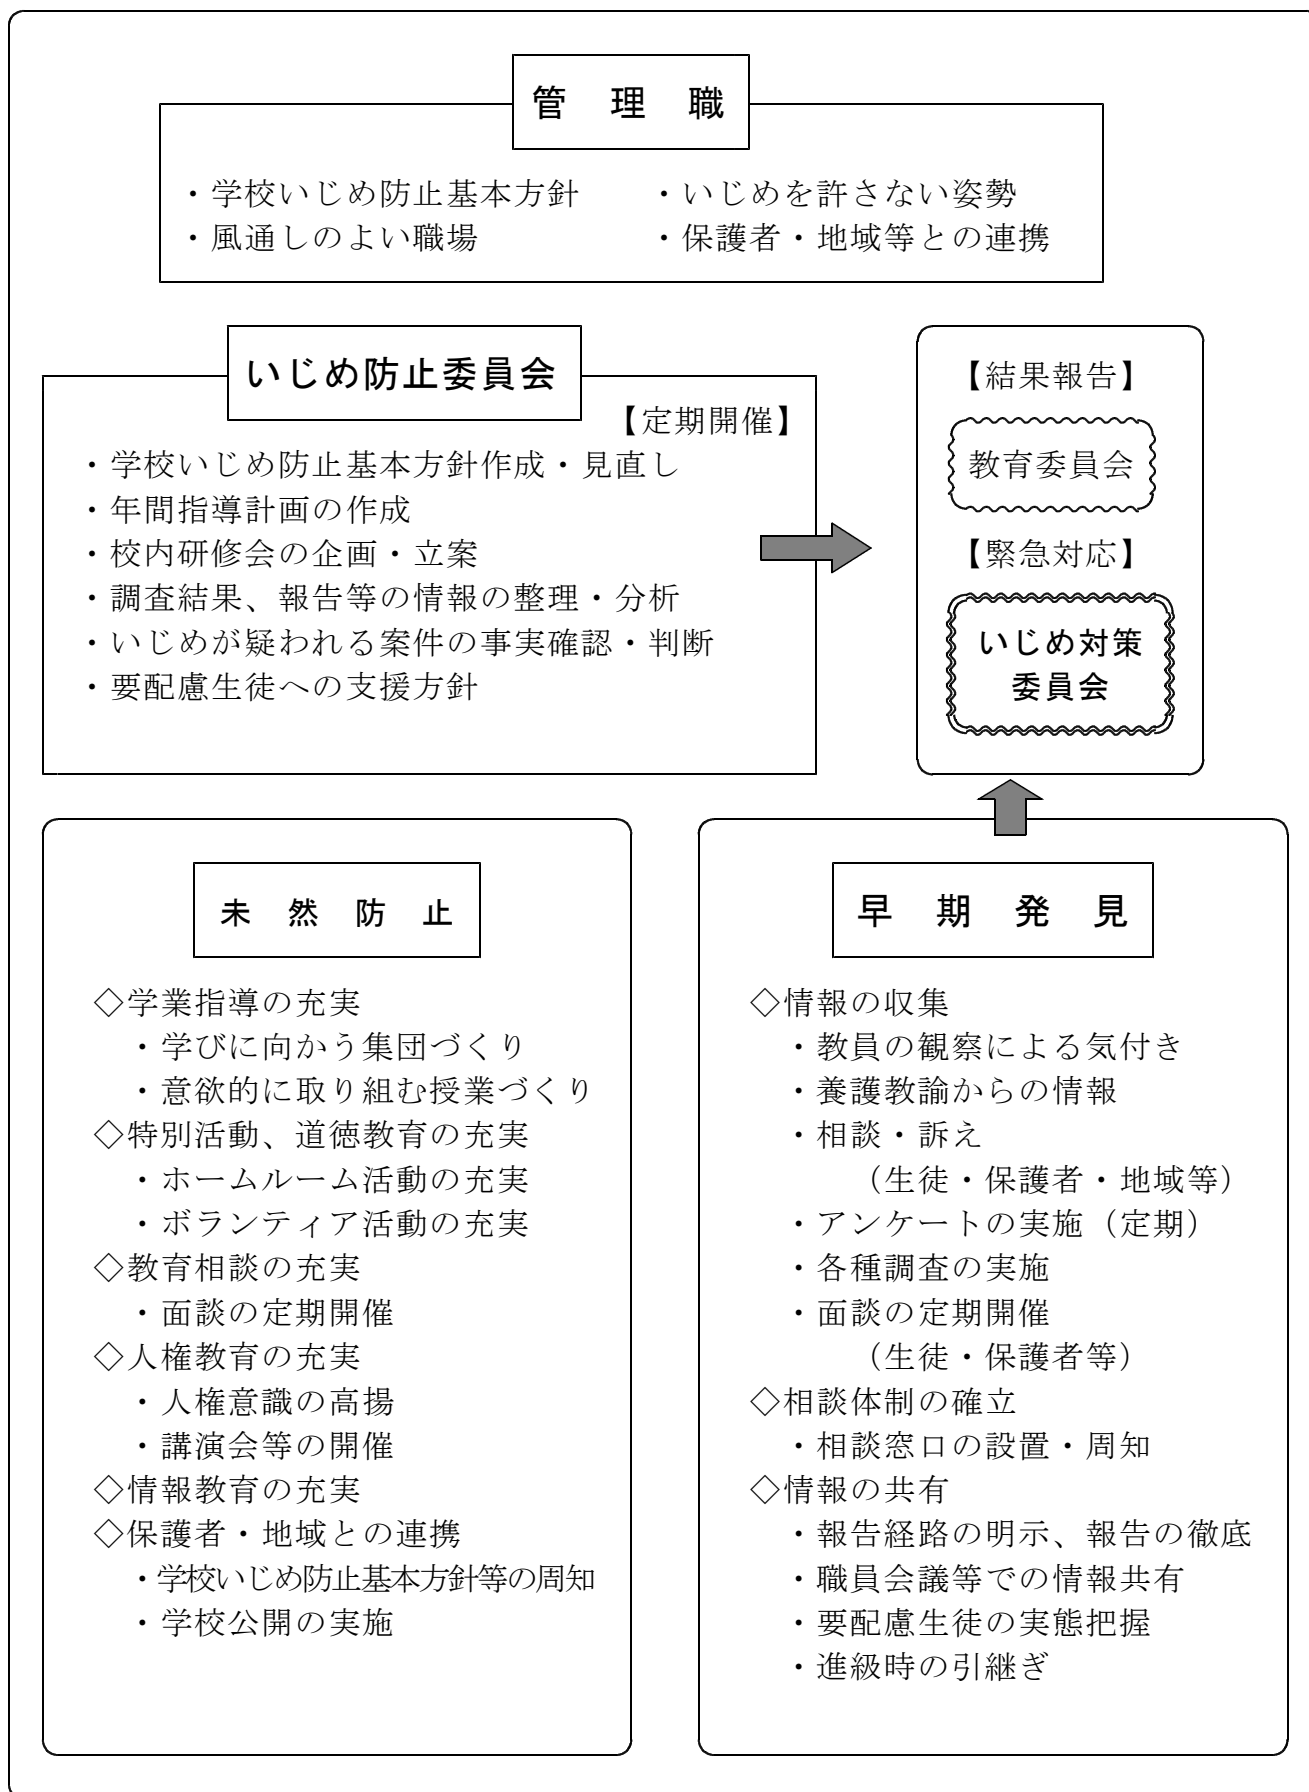 管理職
・学校いじめ防止基本方針 ・いじめを許さない姿勢
・風通しのよい職場 ・保護者・地域等との連携
いじめ防止委員会
【定期開催】
・学校いじめ防止基本方針作成・見直し
・年間指導計画の作成
・校内研修会の企画・立案
・調査結果、報告等の情報の整理・分析
・いじめが疑われる案件の事実確認・判断
・要配慮生徒への支援方針
【結果報告】
教育委員会
【緊急対応】
いじめ対策
委員会
未然防止
◇学業指導の充実
・学びに向かう集団づくり
・意欲的に取り組む授業づくり
◇特別活動、道徳教育の充実
・ホームルーム活動の充実
・ボランティア活動の充実
◇教育相談の充実
・面談の定期開催
◇人権教育の充実
・人権意識の高揚
・講演会等の開催
◇情報教育の充実
◇保護者・地域との連携
・学校いじめ防止基本方針等の周知
・学校公開の実施
早期発見
◇情報の収集
・教員の観察による気付き
・養護教諭からの情報
・相談・訴え
（生徒・保護者・地域等）
・アンケートの実施（定期）
・各種調査の実施
・面談の定期開催
（生徒・保護者等）
◇相談体制の確立
・相談窓口の設置・周知
◇情報の共有
・報告経路の明示、報告の徹底
・職員会議等での情報共有
・要配慮生徒の実態把握
・進級時の引継ぎ